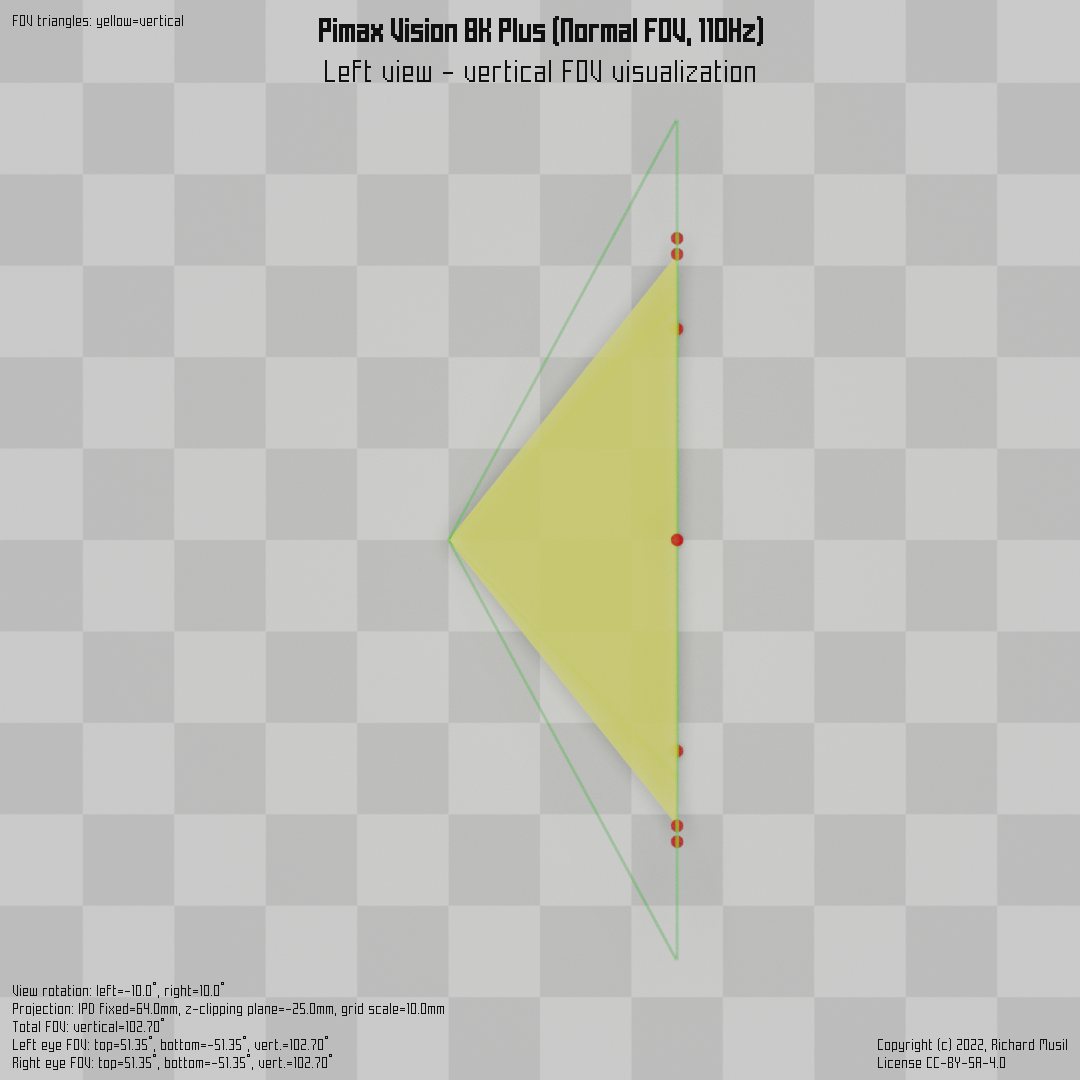 FOV triangles: yellow=vertical
Pimax Vision 8K Plus (Normal FOV, 110Hz)
Left view - vertical FOV visualization
View rotation: left=-10.0°, right=10.0°
Projection: IPD fixed=64.0mm, z-clipping plane=-25.0mm, grid scale=10.0mm
Total FOV: vertical=102.70°
Left eye FOV: top=51.35°, bottom=-51.35°, vert.=102.70°
Right eye FOV: top=51.35°, bottom=-51.35°, vert.=102.70°
Copyright (c) 2022, Richard Musil
License CC-BY-SA-4.0